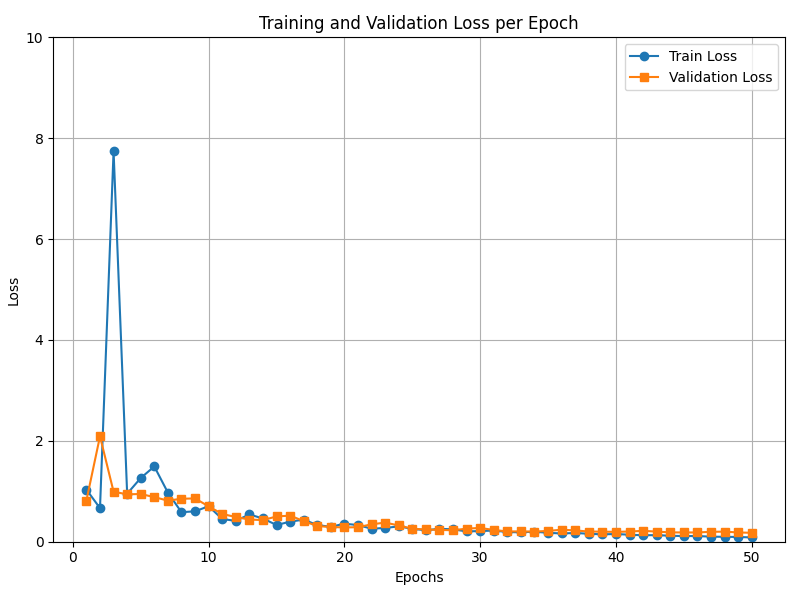 Training and Validation Loss per Epoch
Train Loss
Validation Loss
Loss
10
8
6
4
2
0
0 10 20 30 40 50
Epochs